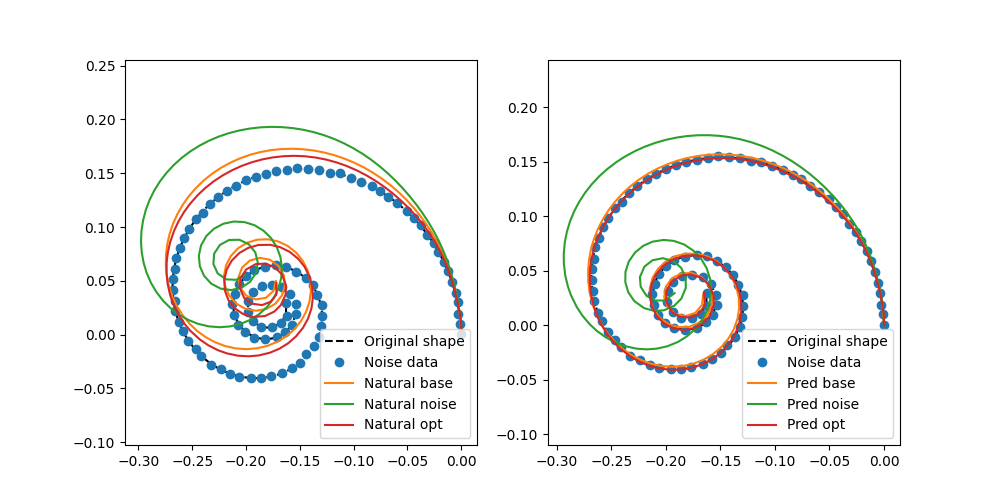 0.25
0.20
0.15
0.10
0.05
0.00
−0.05
−0.10
−0.30 −0.25 −0.20 −0.15 −0.10 −0.05 0.00
Original shape
Noise data
Natural base
Natural noise
Natural opt
0.20
0.15
0.10
0.05
0.00
−0.05
−0.10
−0.30 −0.25 −0.20 −0.15 −0.10 −0.05 0.00
Original shape
Noise data
Pred base
Pred noise
Pred opt